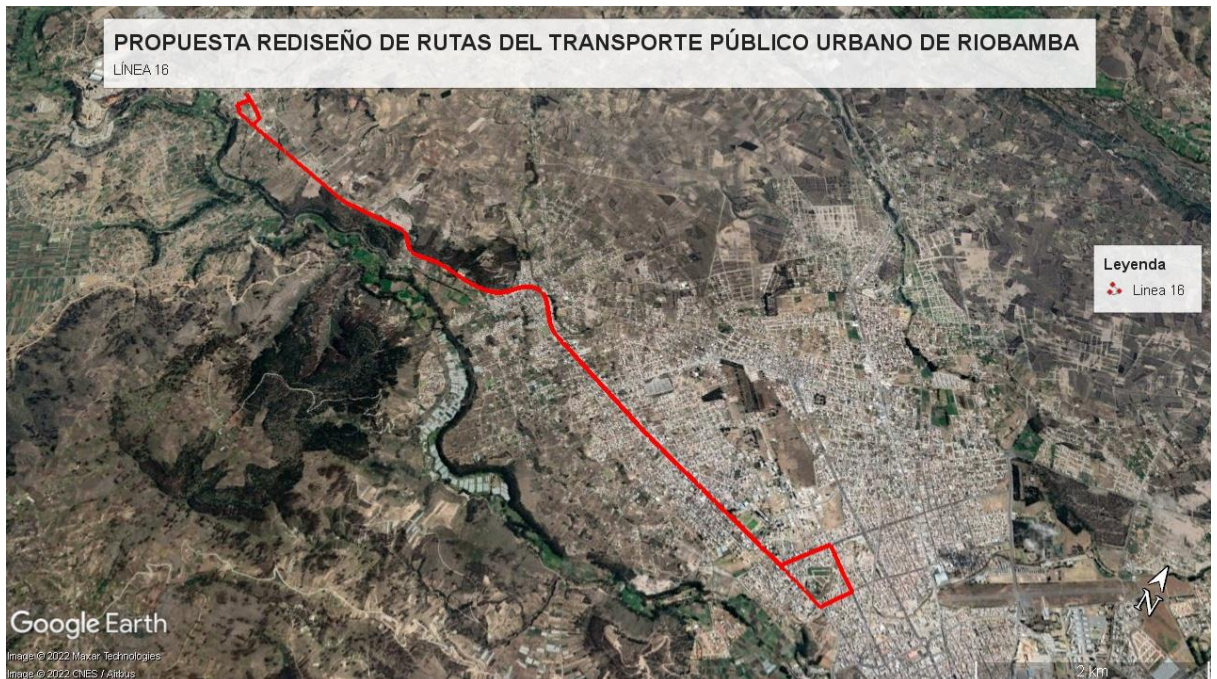 PROPUESTA REDISEÑO DE RUTAS DEL TRANSPORTE PÚBLICO URBANO DE RIOBAMBA
LÍNEA 16
Leyenda
Linea 16
N
Google Earth
Image © 2022 Maxar Technologies
Image © 2022 CNES / Airbus
2 km